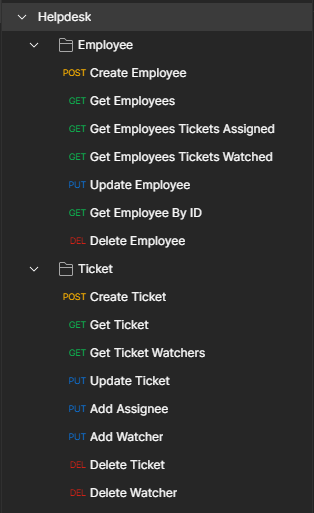 Helpdesk
Employee
POST Create Employee
GET Get Employees
GET Get Employees Tickets Assigned
GET Get Employees Tickets Watched
PUT Update Employee
GET Get Employee By ID
DEL Delete Employee
Ticket
POST Create Ticket
GET Get Ticket
GET Get Ticket Watchers
PUT Update Ticket
PUT Add Assignee
PUT Add Watcher
DEL Delete Ticket
DEL Delete Watcher